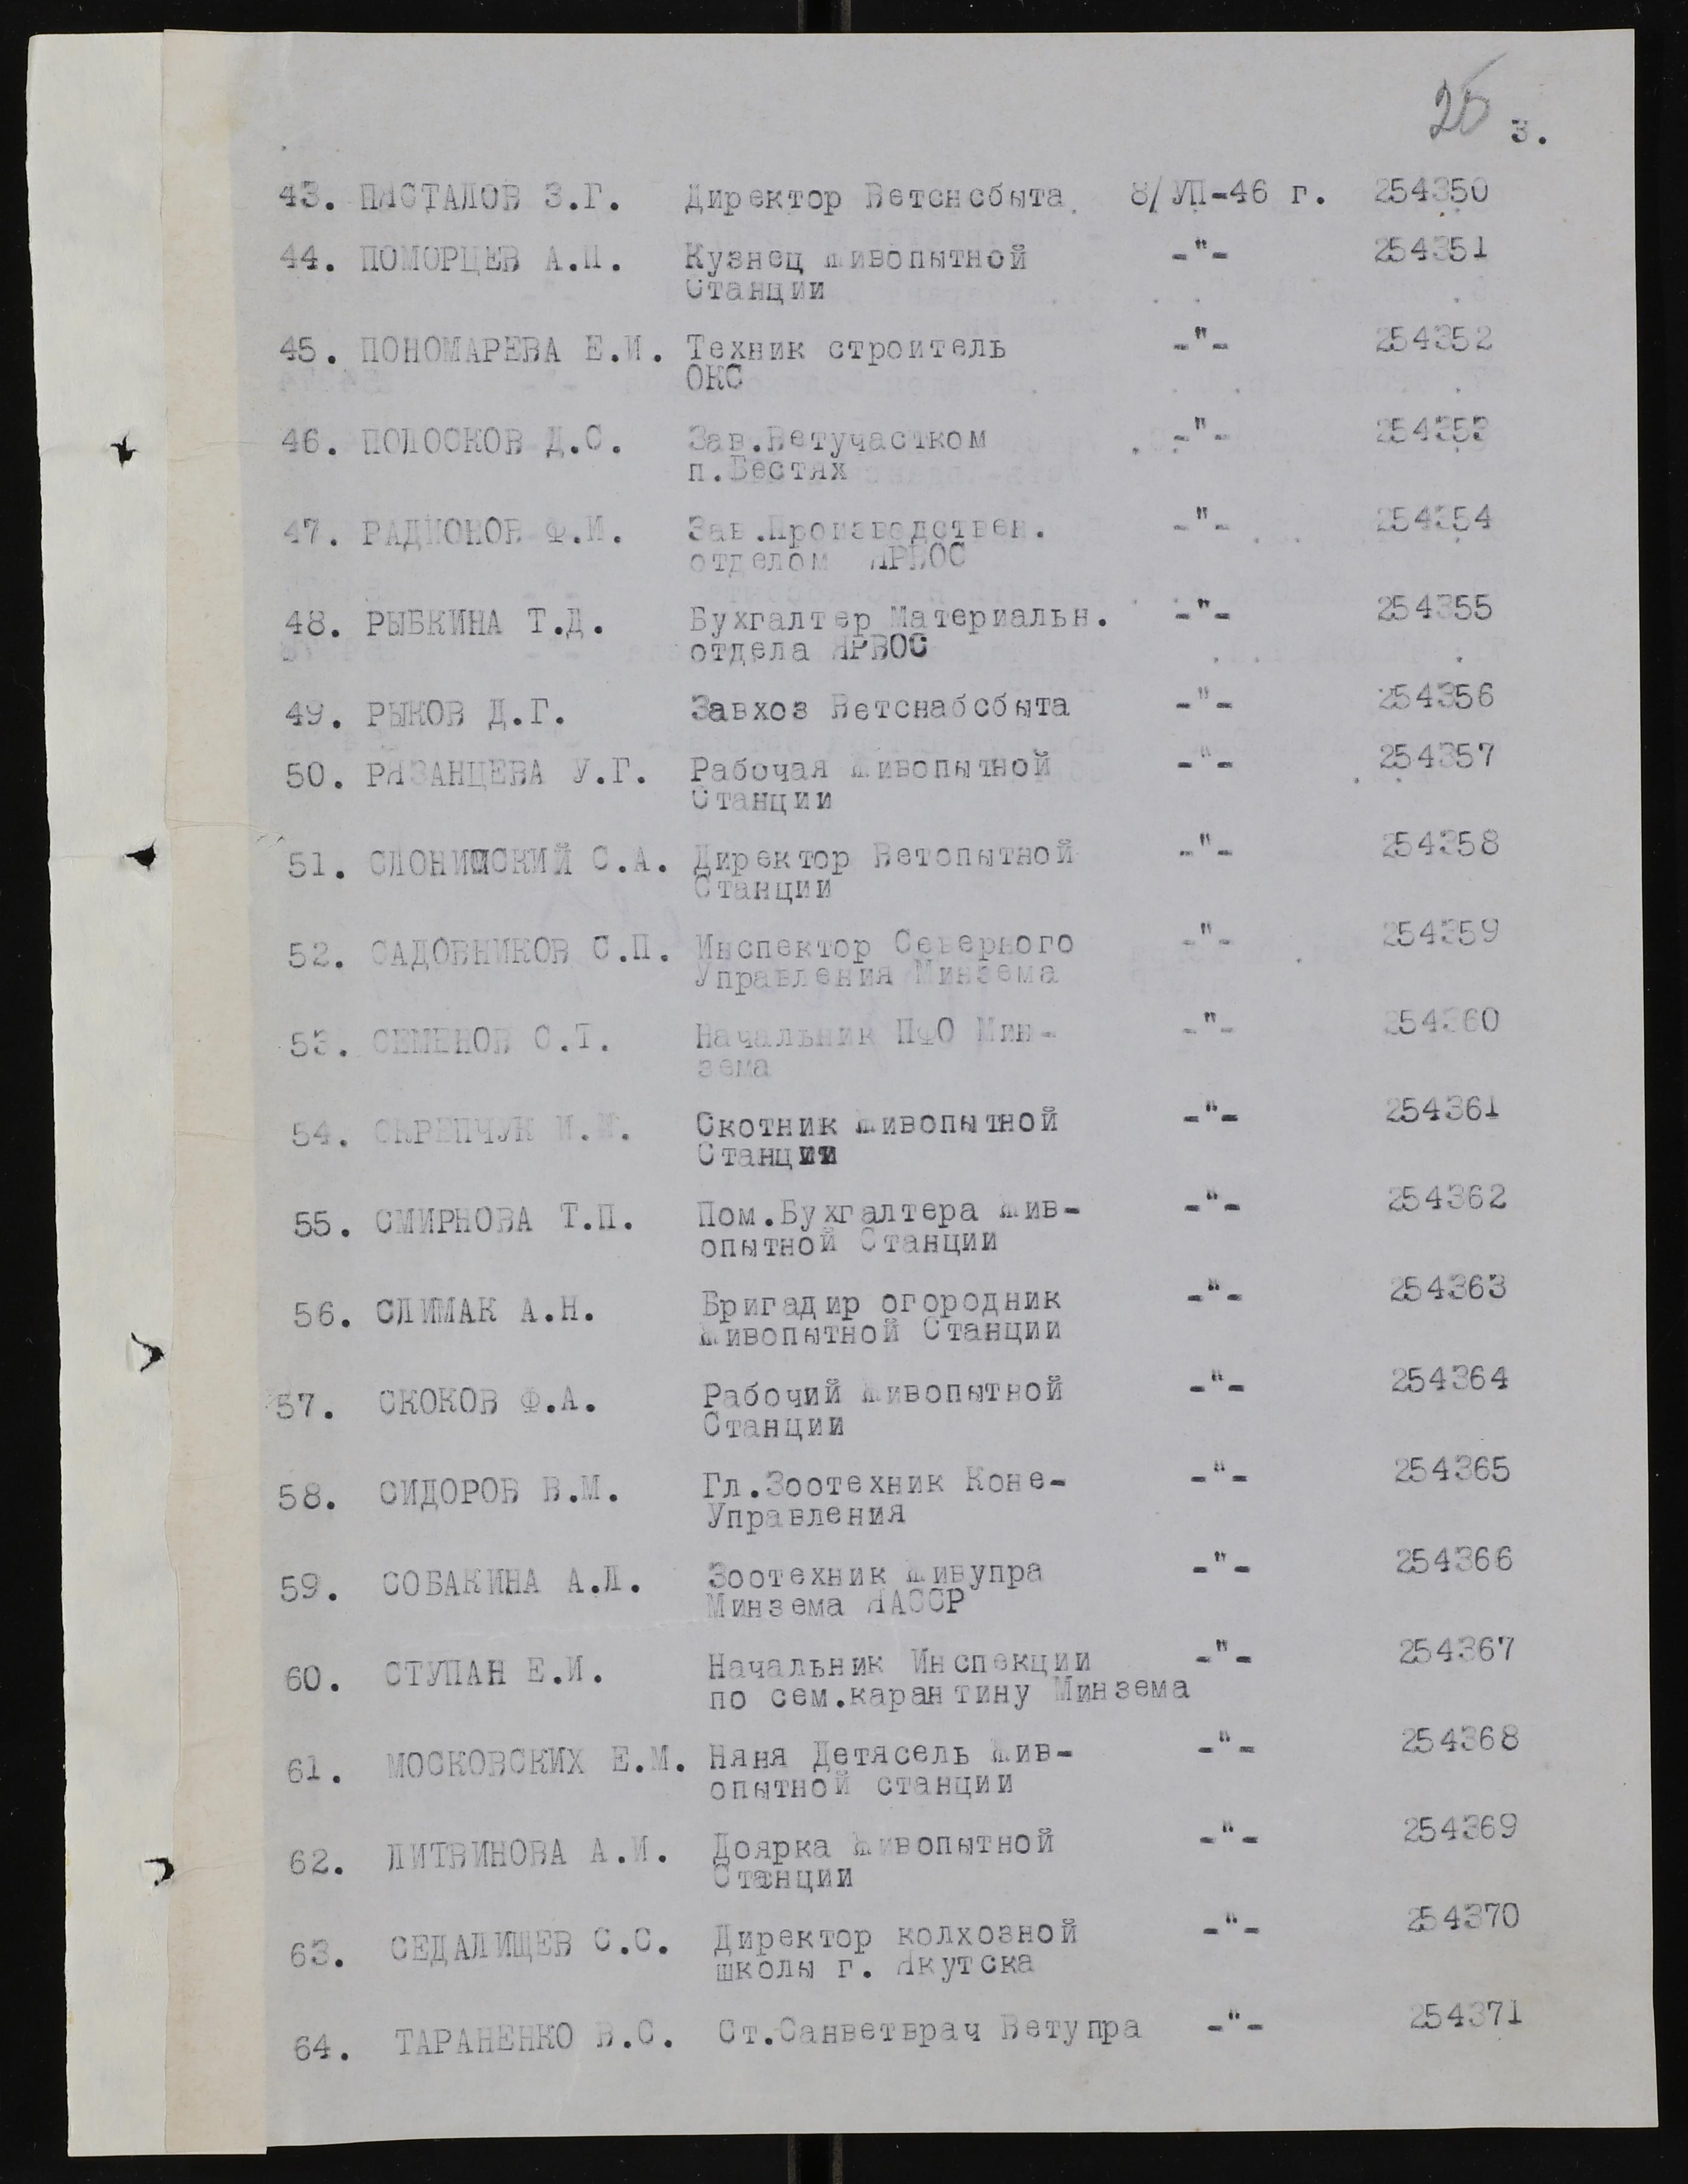 25 3.
43. ПЯСТАЛОВ З.Г. Директор Ветснсбыта 8/УП-46 г. 254350
44. ПОМОРЦЕВ А.П. Кузнец Живопытной -"- 254351
Станции
45. ПОНОМАРЕВА Е.И. Техник строитель -"- 254352
ОКС
46. ПОЛОСКОВ Д.С. Зав.Ветучастком -"- 254353
п.Бестях
47. РАДИОНОВ Ф.И. Зав.Производствен. -"- 254354
отделом ЯРВОС
48. РЫБКИНА Т.Д. Бухгалтер Материальн. -"- 254355
отдела ЯРВОС
49. РЫКОВ Д.Г. Завхоз Ветснабсбыта -"- 254356
50. РЯЗАНЦЕВА У.Г. Рабочая Живопытной -"- 254357
Станции
51. СЛОНИМСКИЙ С.А. Директор Ветопытной -"- 254358
Станции
52. САДОВНИКОВ С.П. Инспектор Северного -"- 254359
Управления Минзема
53. СЕМЕНОВ С.Т. Начальник ПФО Мин- -"- 254360
зема
54. СКРЕПЧУК И.И. Скотник Живопытной -"- 254361
Станции
55. СМИРНОВА Т.П. Пом.Бухгалтера Жив- -"- 254362
опытной Станции
56. СЛИМАК А.Н. Бригадир огородник -"- 254363
Живопытной Станции
57. СКОКОВ Ф.А. Рабочий Живопытной -"- 254364
Станции
58. СИДОРОВ В.М. Гл.Зоотехник Коне- -"- 254365
Управления
59. СОБАКИНА А.Л. Зоотехник Живупра -"- 254366
Минзема ЯАССР
60. СТУПАН Е.И. Начальник Инспекции -"- 254367
по сем.карантину Минзема
61. МОСКОВСКИХ Е.М. Няня Детясель Жив- -"- 254368
опытной станции
62. ЛИТВИНОВА А.И. Доярка Живопытной -"- 254369
Станции
63. СЕДАЛИЩЕВ С.С. Директор колхозной -"- 254370
школы г. Якутска
64. ТАРАНЕНКО В.С. Ст.Санветврач Ветупра -"- 254371